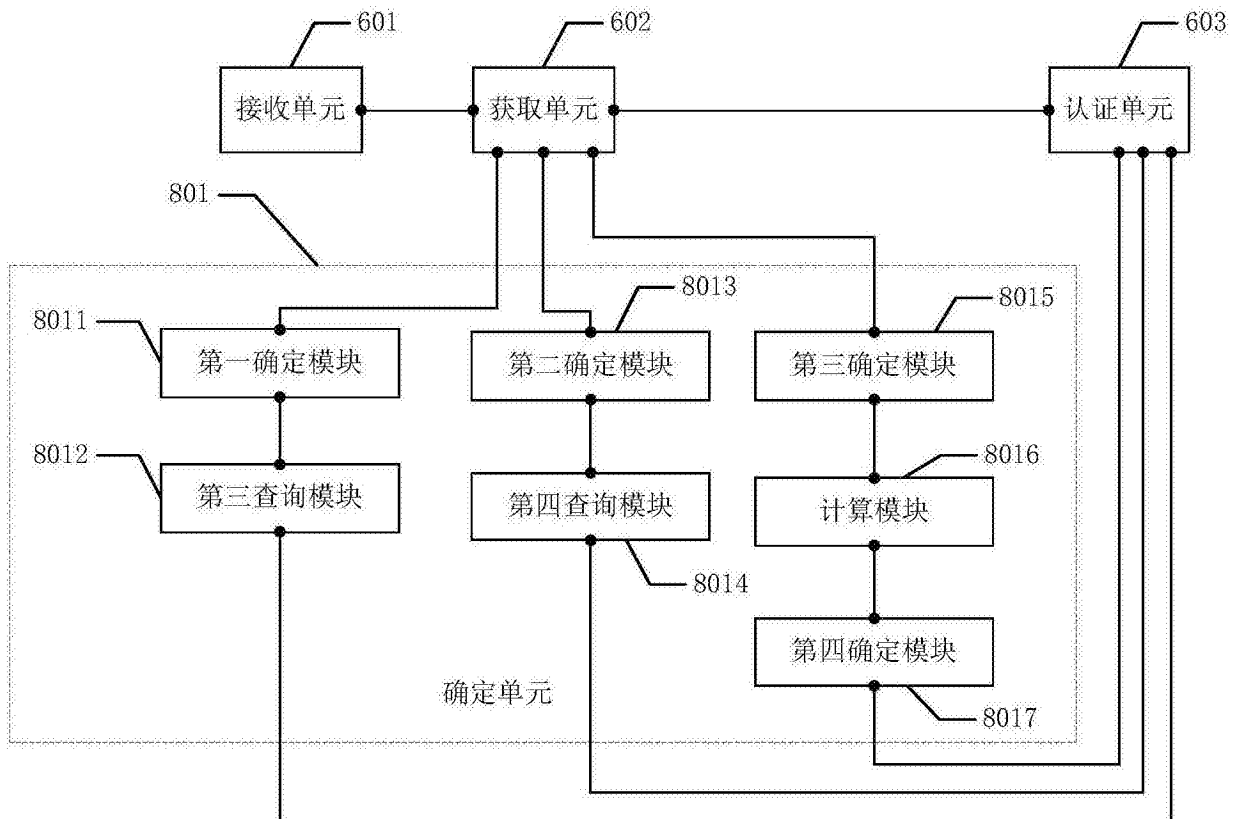 601
602
603
接收单元
获取单元
认证单元
801
8011
8013
8015
第一确定模块
第二确定模块
第三确定模块
8012
8016
第三查询模块
第四查询模块
计算模块
8014
第四确定模块
确定单元
8017